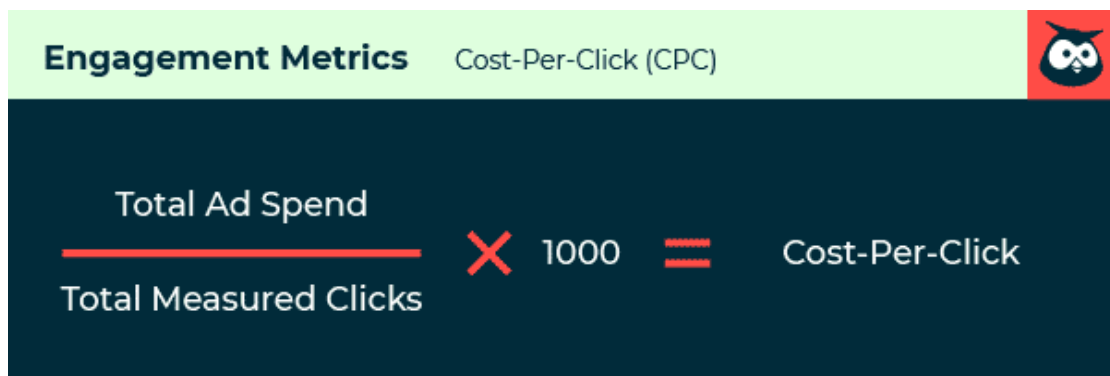 Engagement Metrics Cost-Per-Click (CPC)
Total Ad Spend
Total Measured Clicks
× 1000 = Cost-Per-Click